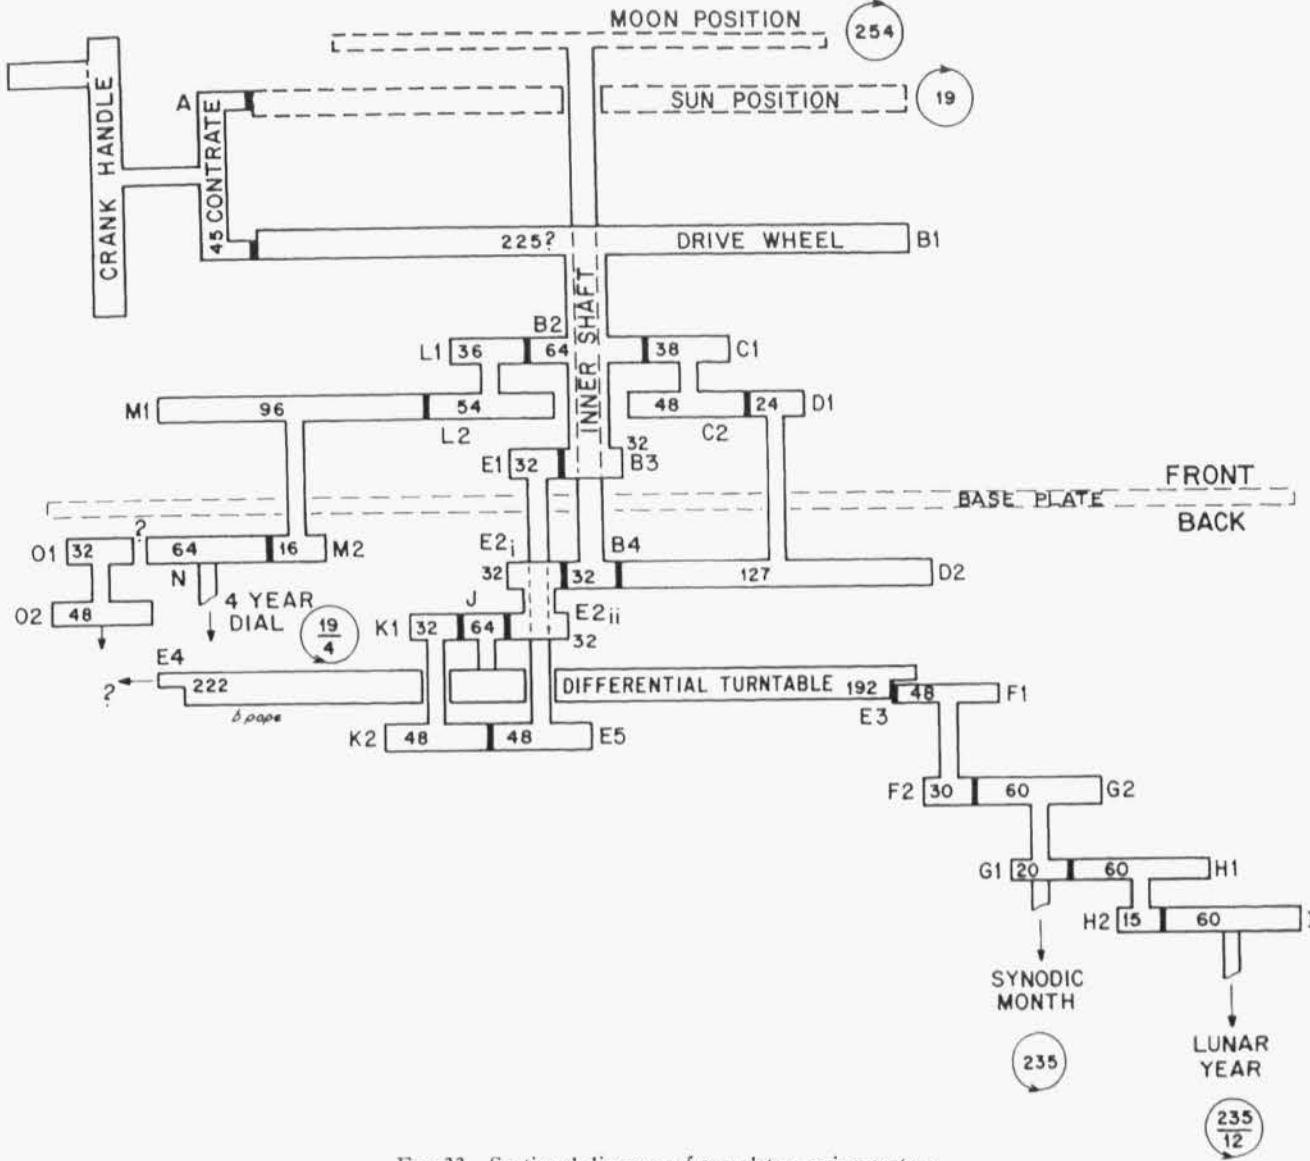 MOON POSITION
254
A
SUN POSITION
19
CRANK HANDLE
45 CONTRATE
225?
DRIVE WHEEL
B1
INNER SHAFT
B2
L1
36
64
38
C1
M1
96
54
48
24
D1
L2
C2
32
E1
32
B3
FRONT
BASE PLATE
BACK
?
O1
32
64
16
M2
E2i
B4
32
32
127
D2
N
O2
48
4 YEAR
DIAL
19
4
J
K1
32
64
E2ii
32
E4
?
222
DIFFERENTIAL TURNTABLE
192
48
F1
E3
K2
48
48
E5
F2
30
60
G2
G1
20
60
H1
H2
15
60
SYNODIC
MONTH
235
LUNAR
YEAR
235
12